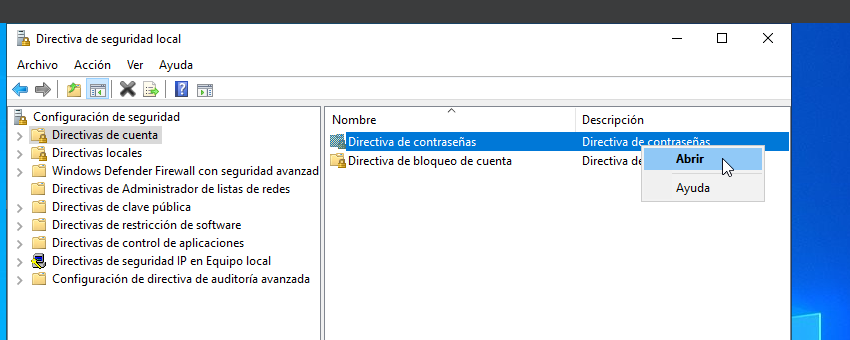 Directiva de seguridad local
Archivo Acción Ver Ayuda
Configuración de seguridad
Directivas de cuenta
Directivas locales
Windows Defender Firewall con seguridad avanzad
Directivas de Administrador de listas de redes
Directivas de clave pública
Directivas de restricción de software
Directivas de control de aplicaciones
Directivas de seguridad IP en Equipo local
Configuración de directiva de auditoría avanzada
Nombre Descripción
Directiva de contraseñas Directiva de contraseñas
Directiva de bloqueo de cuenta Directiva de
Abrir
Ayuda